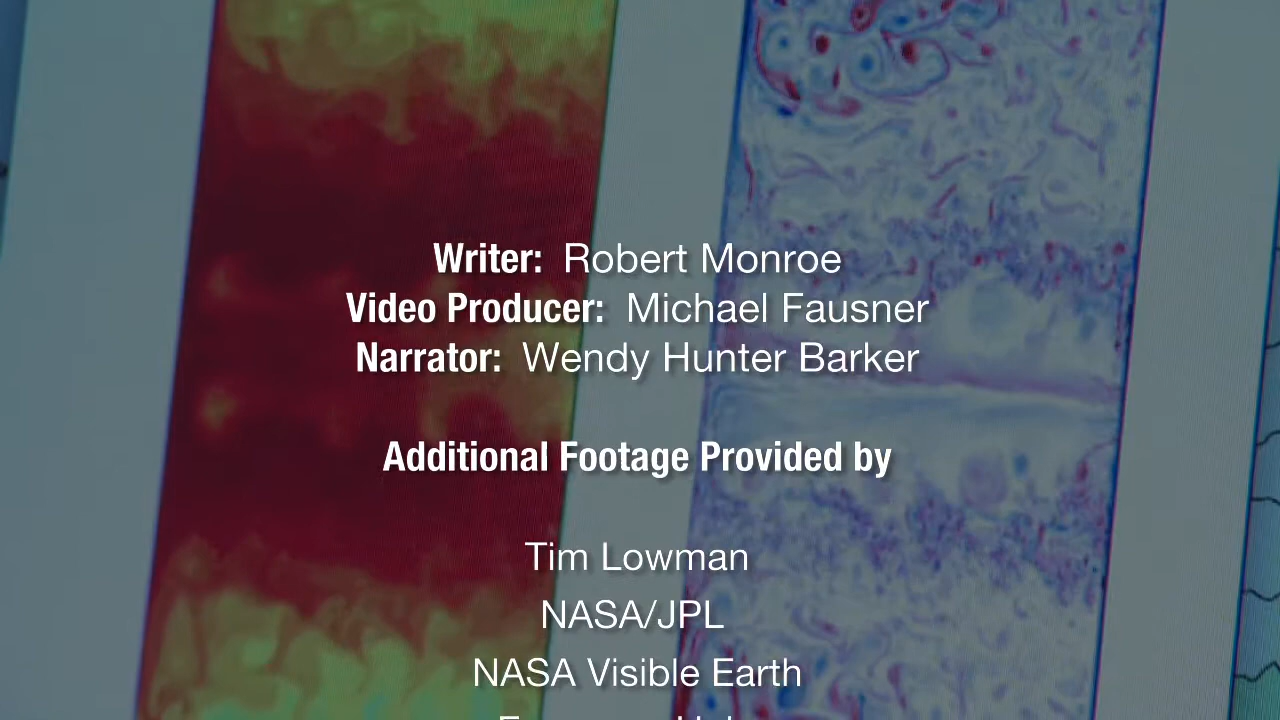 Writer: Robert Monroe
Video Producer: Michael Fausner
Narrator: Wendy Hunter Barker
Additional Footage Provided by
Tim Lowman
NASA/JPL
NASA Visible Earth